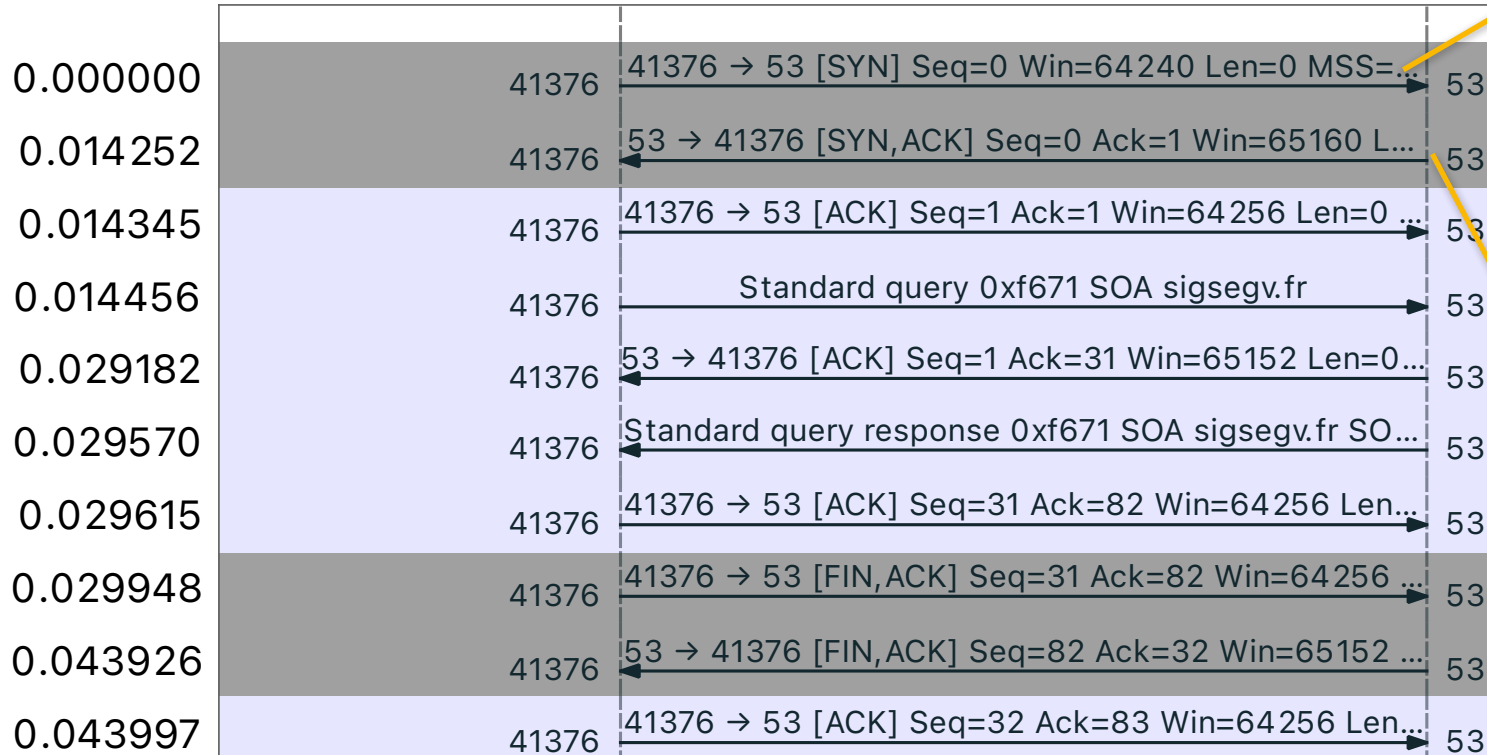 0.000000 41376 41376 → 53 [SYN] Seq=0 Win=64240 Len=0 MSS=... 53
0.014252 41376 53 → 41376 [SYN,ACK] Seq=0 Ack=1 Win=65160 L... 53
0.014345 41376 41376 → 53 [ACK] Seq=1 Ack=1 Win=64256 Len=0 ... 53
0.014456 41376 Standard query 0xf671 SOA sigsegv.fr 53
0.029182 41376 53 → 41376 [ACK] Seq=1 Ack=31 Win=65152 Len=0... 53
0.029570 41376 Standard query response 0xf671 SOA sigsegv.fr SO... 53
0.029615 41376 41376 → 53 [ACK] Seq=31 Ack=82 Win=64256 Len... 53
0.029948 41376 41376 → 53 [FIN,ACK] Seq=31 Ack=82 Win=64256 ... 53
0.043926 41376 53 → 41376 [FIN,ACK] Seq=82 Ack=32 Win=65152 ... 53
0.043997 41376 41376 → 53 [ACK] Seq=32 Ack=83 Win=64256 Len... 53